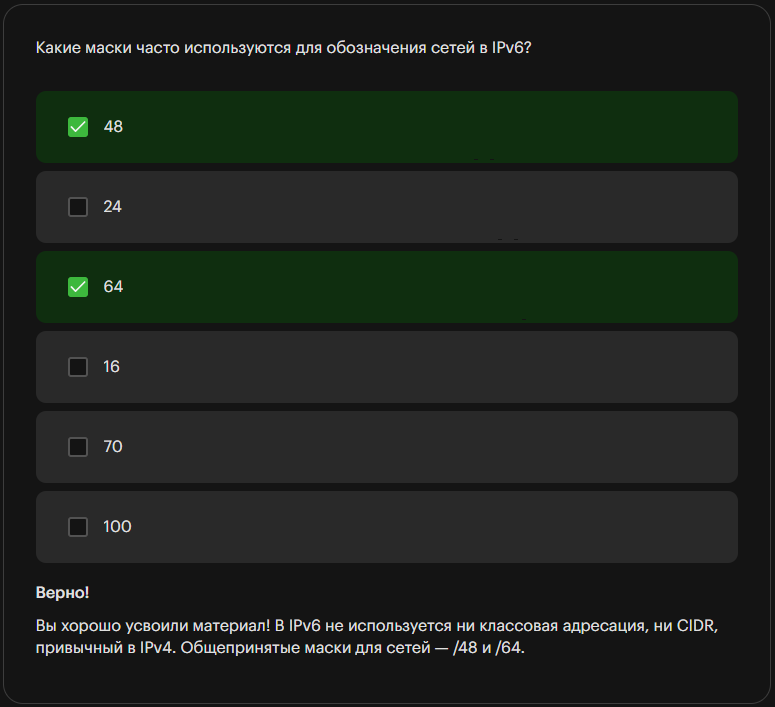 Какие маски часто используются для обозначения сетей в IPv6?
48
24
64
16
70
100
Верно!
Вы хорошо усвоили материал! В IPv6 не используется ни классовая адресация, ни CIDR,
привычный в IPv4. Общепринятые маски для сетей — /48 и /64.